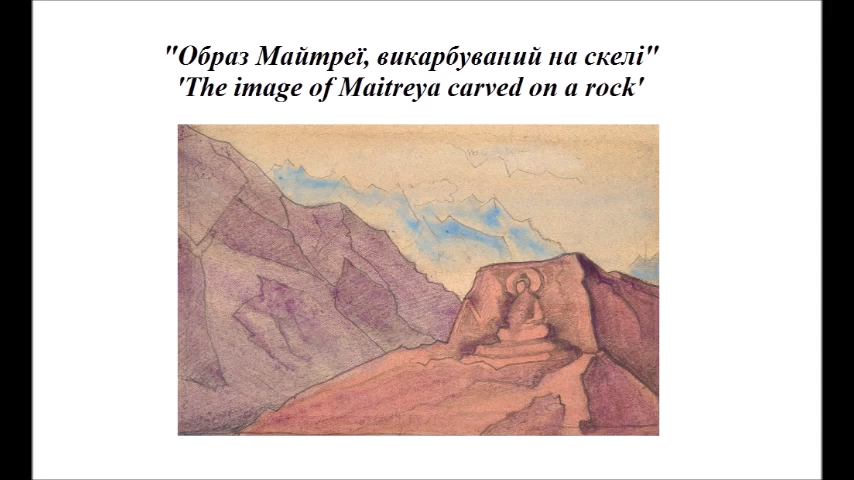 "Образ Майтреї, викарбуваний на скелі"
'The image of Maitreya carved on a rock'